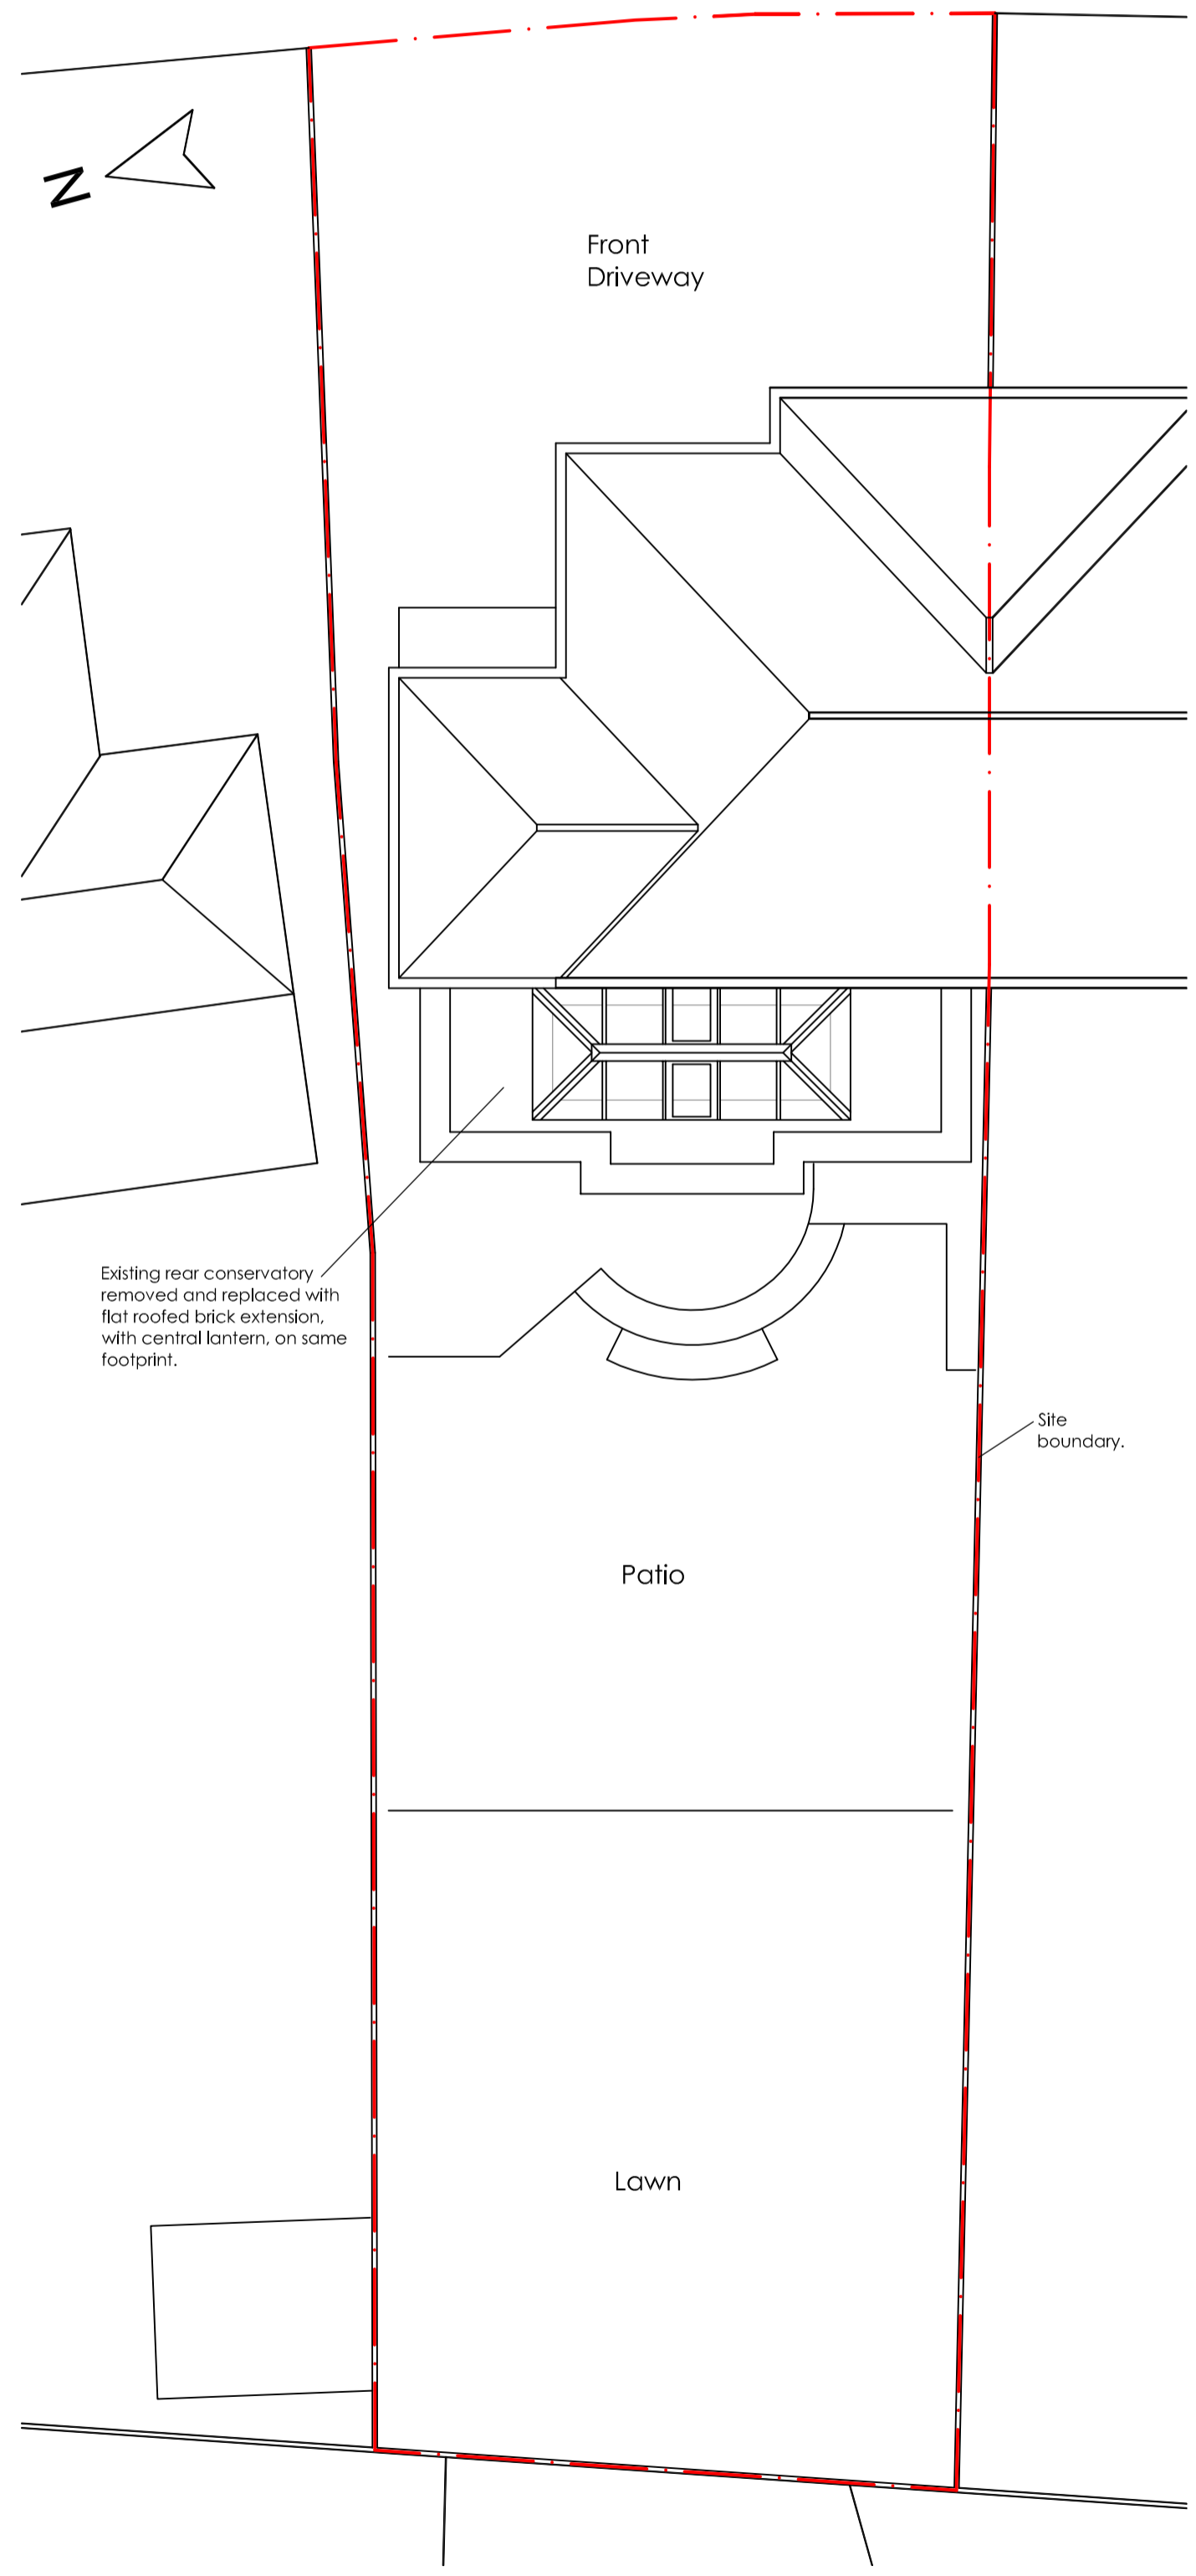 N
Front
Driveway
Existing rear conservatory
removed and replaced with
flat roofed brick extension,
with central lantern, on same
footprint.
Site
boundary.
Patio
Lawn